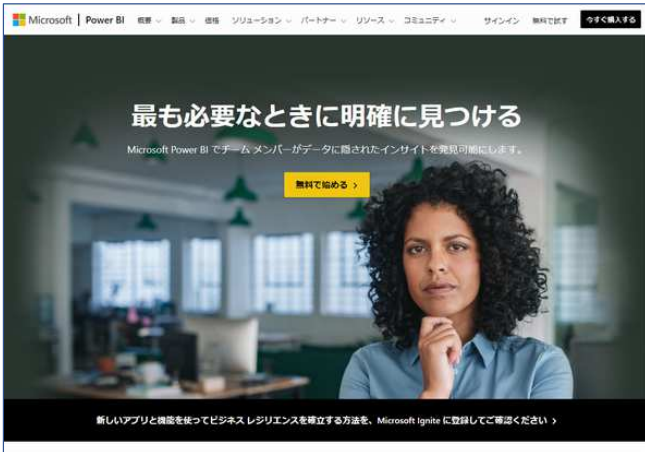 Microsoft | Power BI 概要 製品 価格 ソリューション パートナー リソース コミュニティ サインイン 無料で試す 今すぐ購入する
最も必要なときに明確に見つける
Microsoft Power BI でチーム メンバーがデータに隠されたインサイトを発見可能にします。
無料で始める >
新しいアプリと機能を使ってビジネス レジリエンスを確立する方法を、Microsoft Ignite に登録してご確認ください >